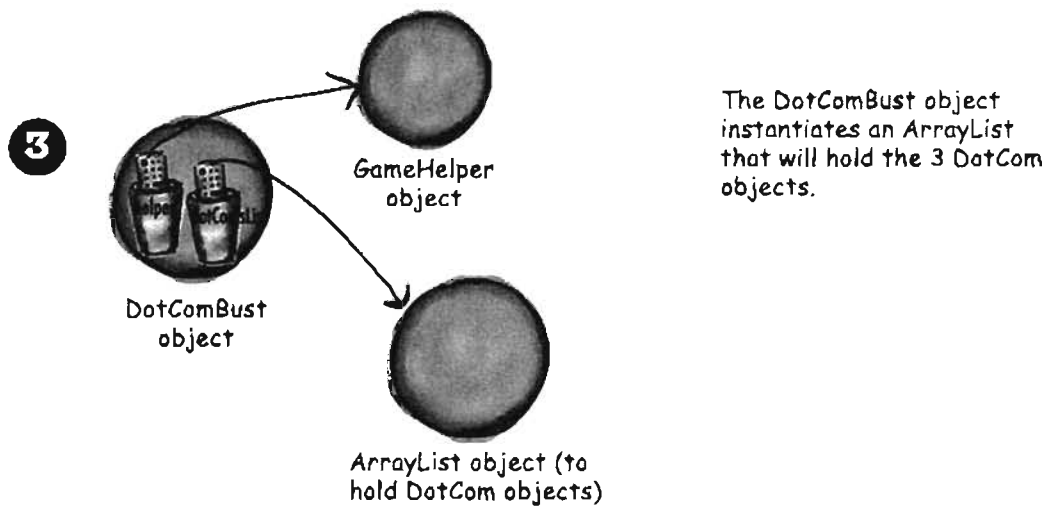 3
The DotComBust object
instantiates an ArrayList
that will hold the 3 DotCom
objects.
GameHelper
object
DotComBust
object
ArrayList object (to
hold DotCom objects)